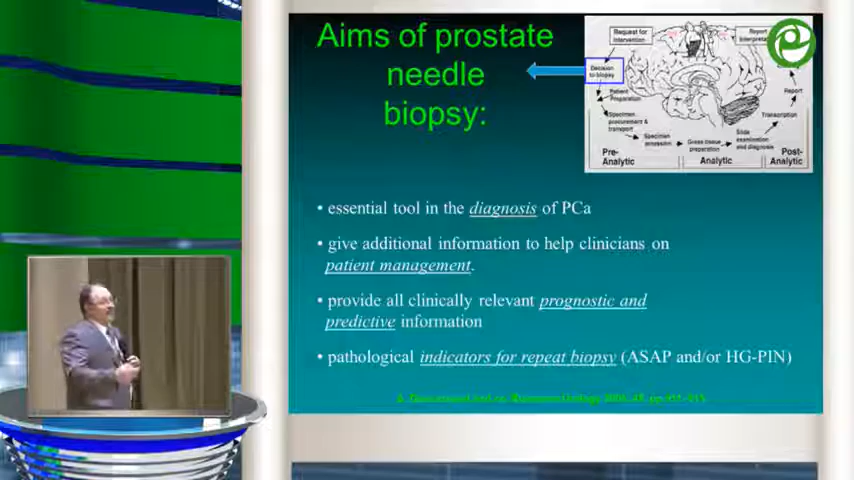 Aims of prostate
needle
biopsy:
Request for
intervention
Report
Decision
to biopsy
Patient
Preparation
Specimen
procurement &
transport
Specimen
accession
Gross tissue
preparation
Slide
examination
and diagnosis
Transcription
Report
Pre-
Analytic
Analytic
Post-
Analytic
• essential tool in the diagnosis of PCa
• give additional information to help clinicians on
patient management.
• provide all clinically relevant prognostic and
predictive information
• pathological indicators for repeat biopsy (ASAP and/or HG-PIN)